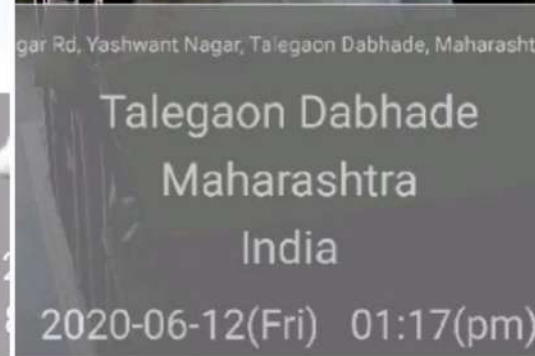 gar Rd, Yashwant Nagar, Talegaon Dabhade, Maharasht
Talegaon Dabhade
Maharashtra
India
2020-06-12(Fri) 01:17(pm)